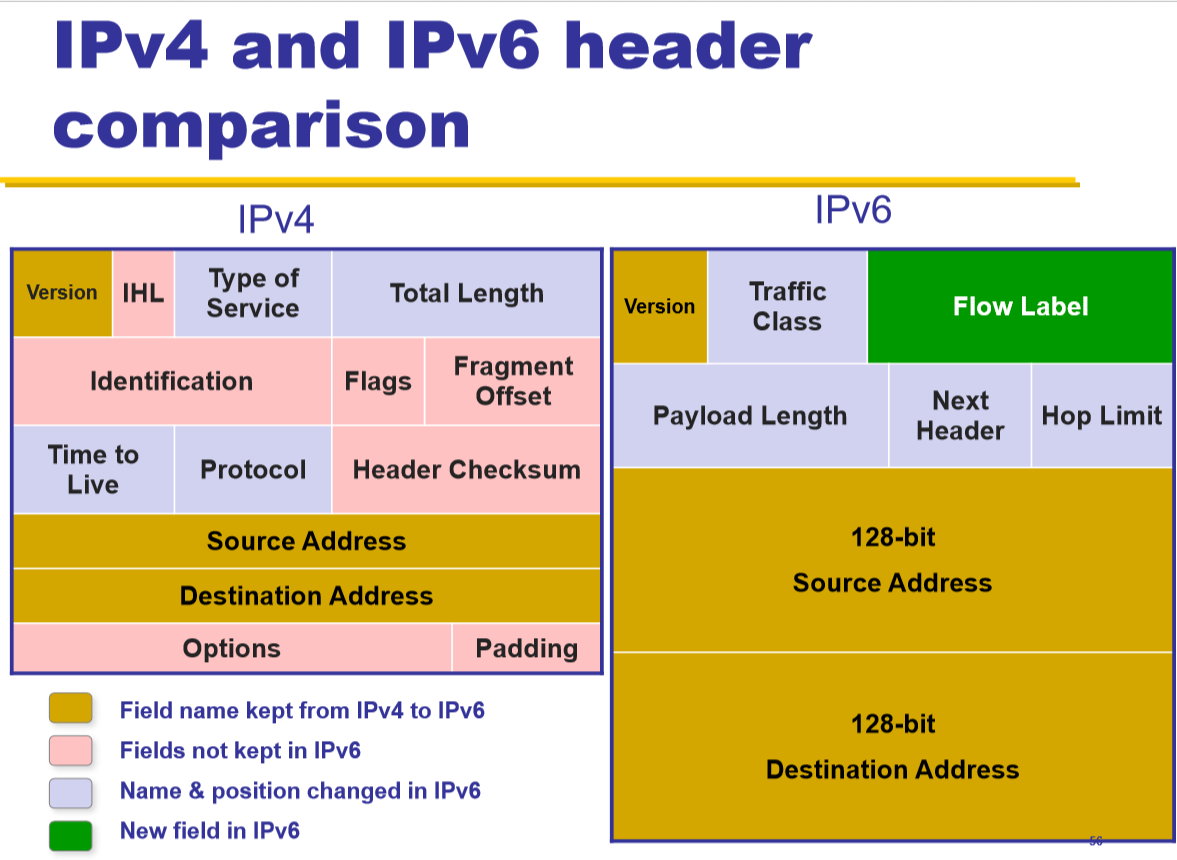 IPv4 and IPv6 header
comparison
IPv4
Version
IHL
Type of
Service
Total Length
Identification
Flags
Fragment
Offset
Time to
Live
Protocol
Header Checksum
Source Address
Destination Address
Options
Padding
Field name kept from IPv4 to IPv6
Fields not kept in IPv6
Name & position changed in IPv6
New field in IPv6
IPv6
Version
Traffic
Class
Flow Label
Payload Length
Next
Header
Hop Limit
128-bit
Source Address
128-bit
Destination Address